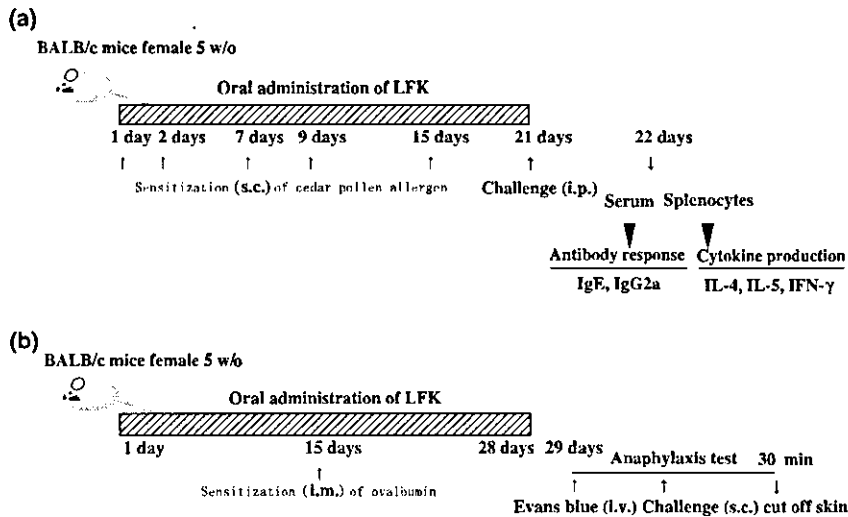 (a)
BALB/c mice female 5 w/o
Oral administration of LFK
1 day 2 days 7 days 9 days 15 days 21 days 22 days
Sensitization (s.c.) of cedar pollen allergen Challenge (i.p.)
Serum Splenocytes
Antibody response Cytokine production
IgE, IgG2a IL-4, IL-5, IFN-γ
(b)
BALB/c mice female 5 w/o
Oral administration of LFK
1 day 15 days 28 days 29 days
Anaphylaxis test 30 min
Sensitization (i.m.) of ovalbumin
Evans blue (i.v.) Challenge (s.c.) cut off skin